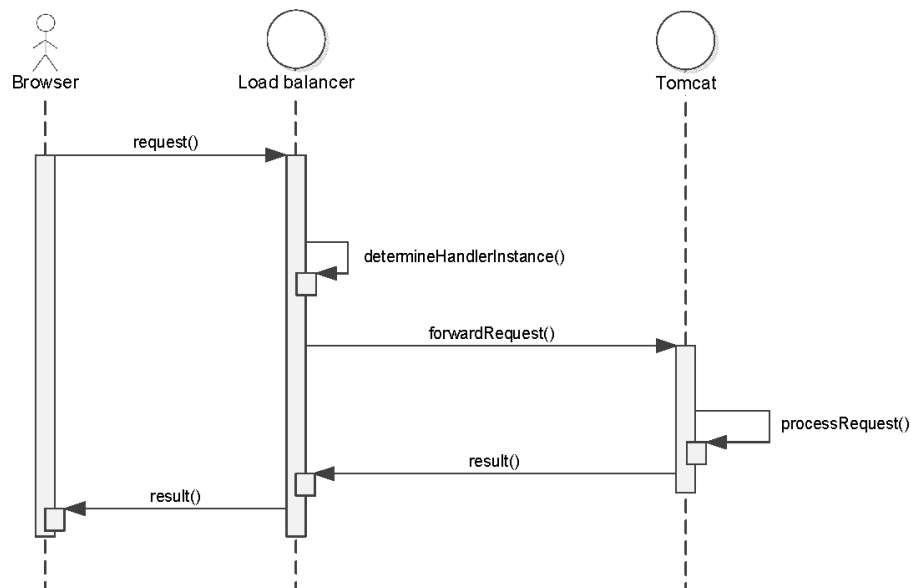 Browser
Load balancer
Tomcat
request()
determineHandlerInstance()
forwardRequest()
processRequest()
result()
result()